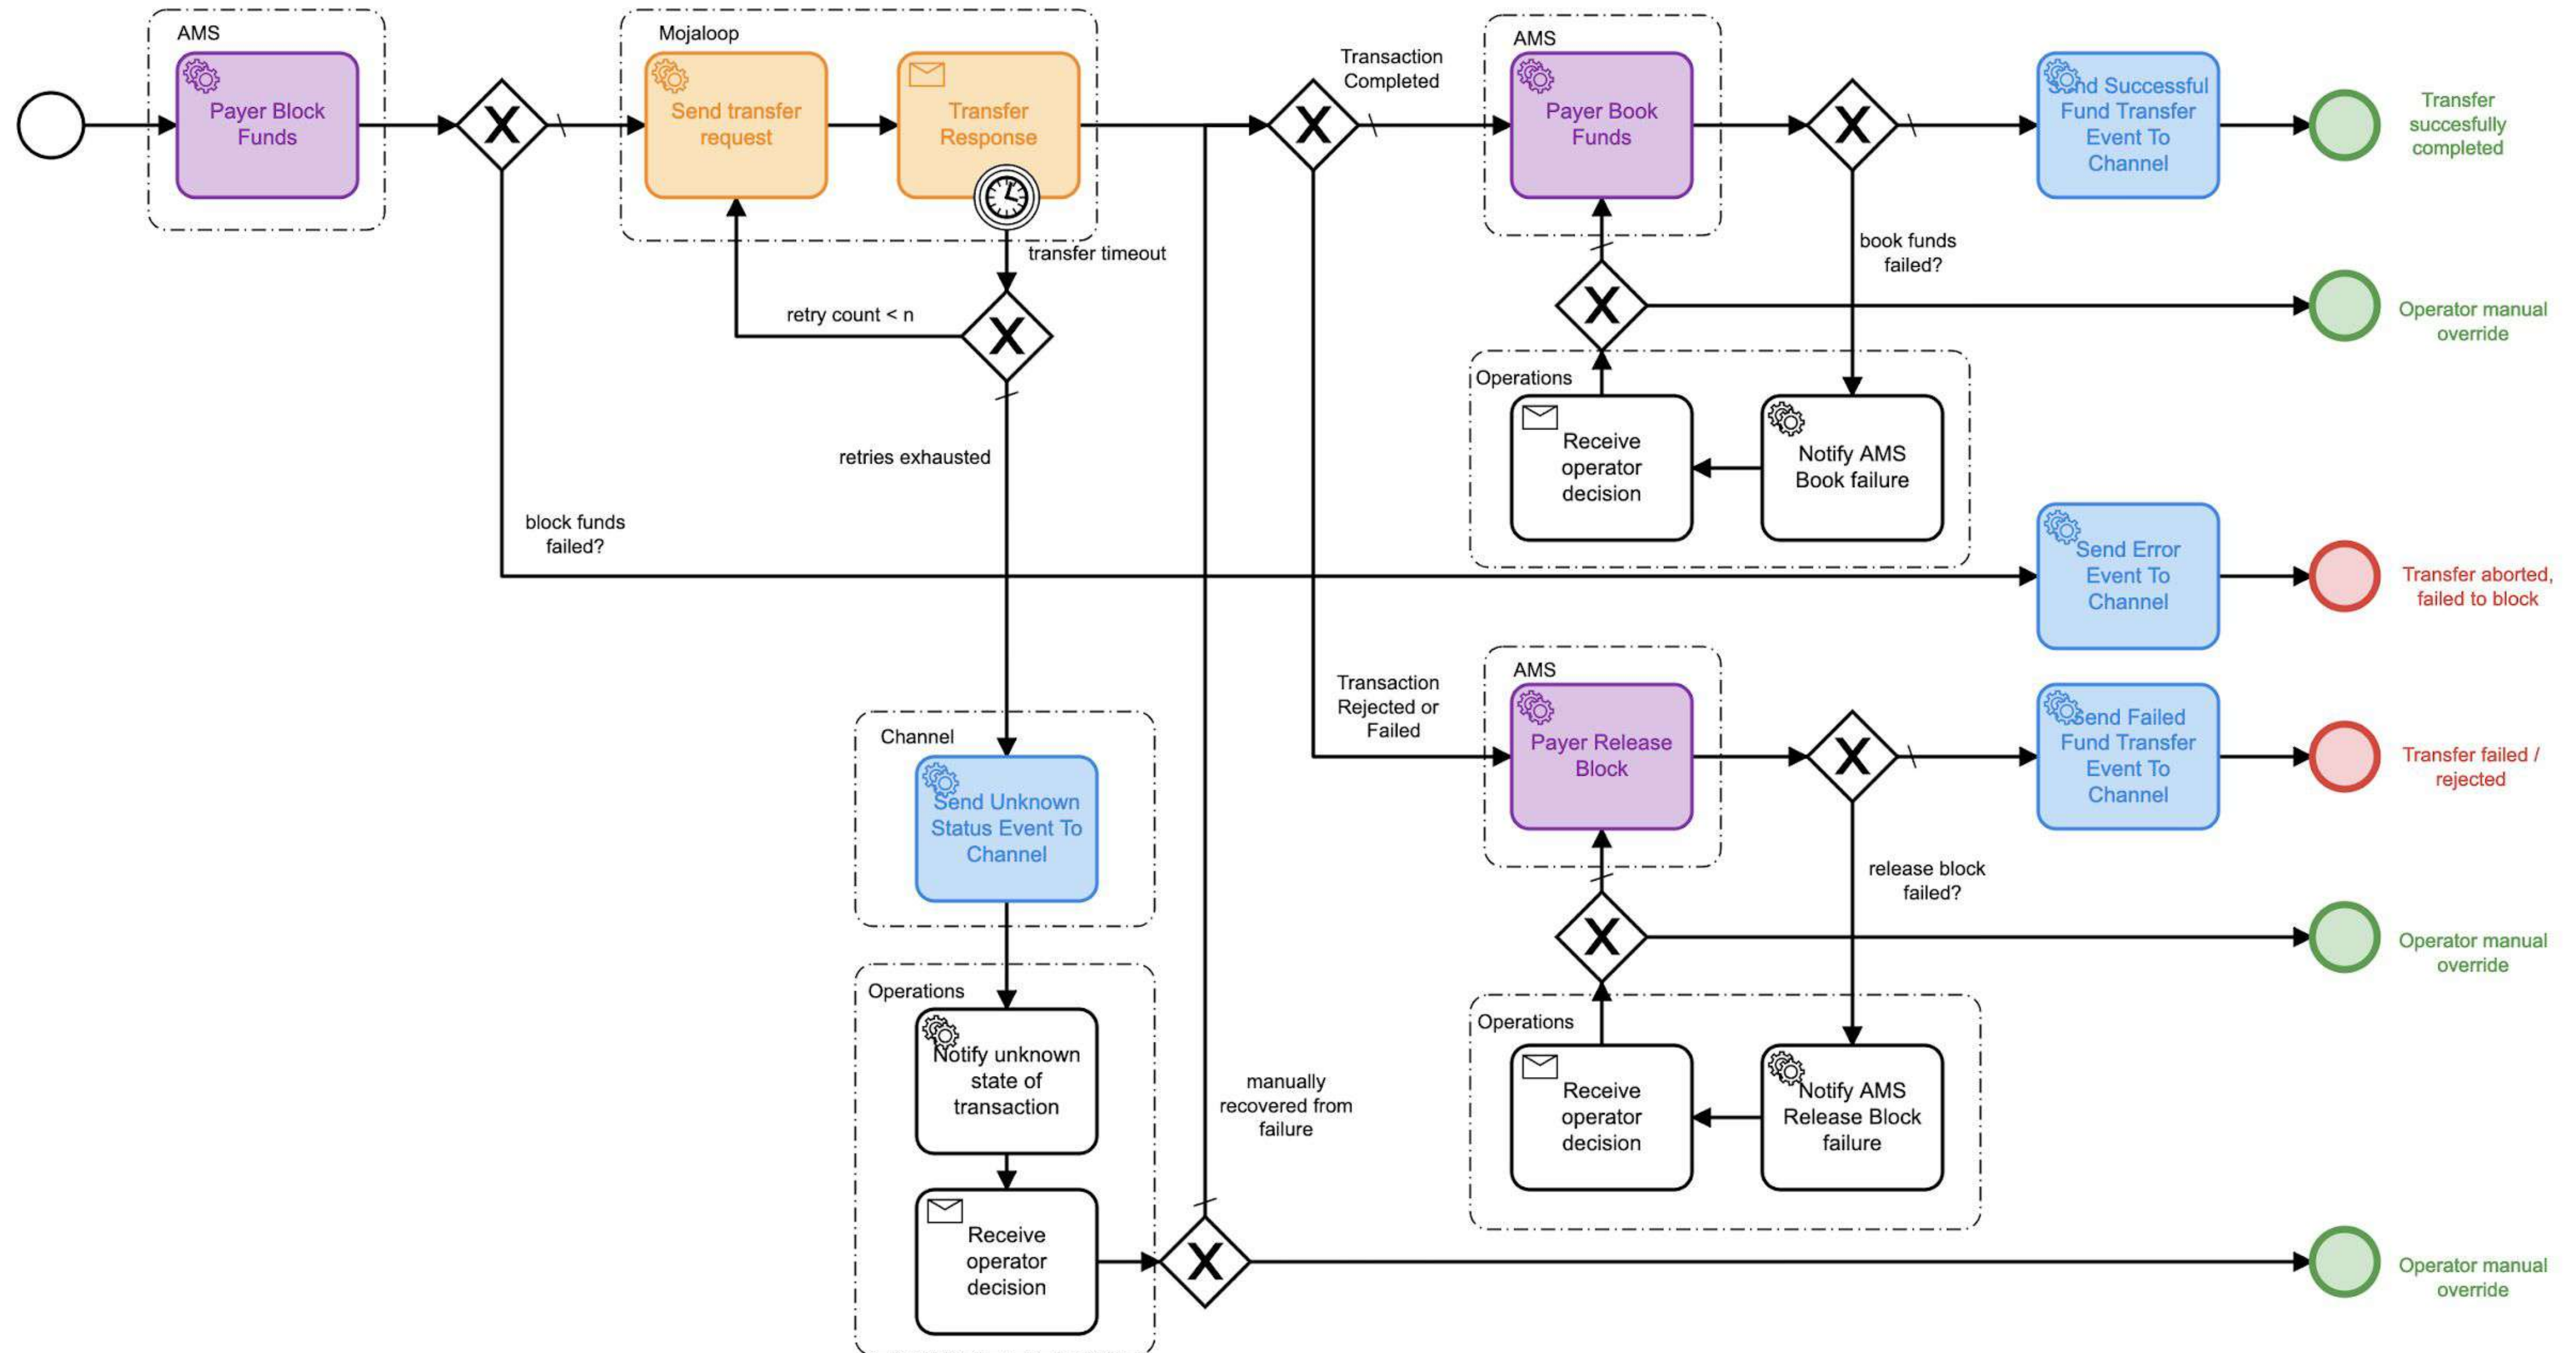 AMS
Payer Block
Funds
Mojaloop
Send transfer
request
Transfer
Response
transfer timeout
retry count < n
retries exhausted
block funds
failed?
Transaction
Completed
AMS
Payer Book
Funds
Send Successful
Fund Transfer
Event To
Channel
Transfer
succesfully
completed
book funds
failed?
Operator manual
override
Operations
Receive
operator
decision
Notify AMS
Book failure
Send Error
Event To
Channel
Transfer aborted,
failed to block
Transaction
Rejected or
Failed
AMS
Payer Release
Block
Send Failed
Fund Transfer
Event To
Channel
Transfer failed /
rejected
release block
failed?
Operator manual
override
Operations
Receive
operator
decision
Notify AMS
Release Block
failure
Channel
Send Unknown
Status Event To
Channel
Operations
Notify unknown
state of
transaction
Receive
operator
decision
manually
recovered from
failure
Operator manual
override